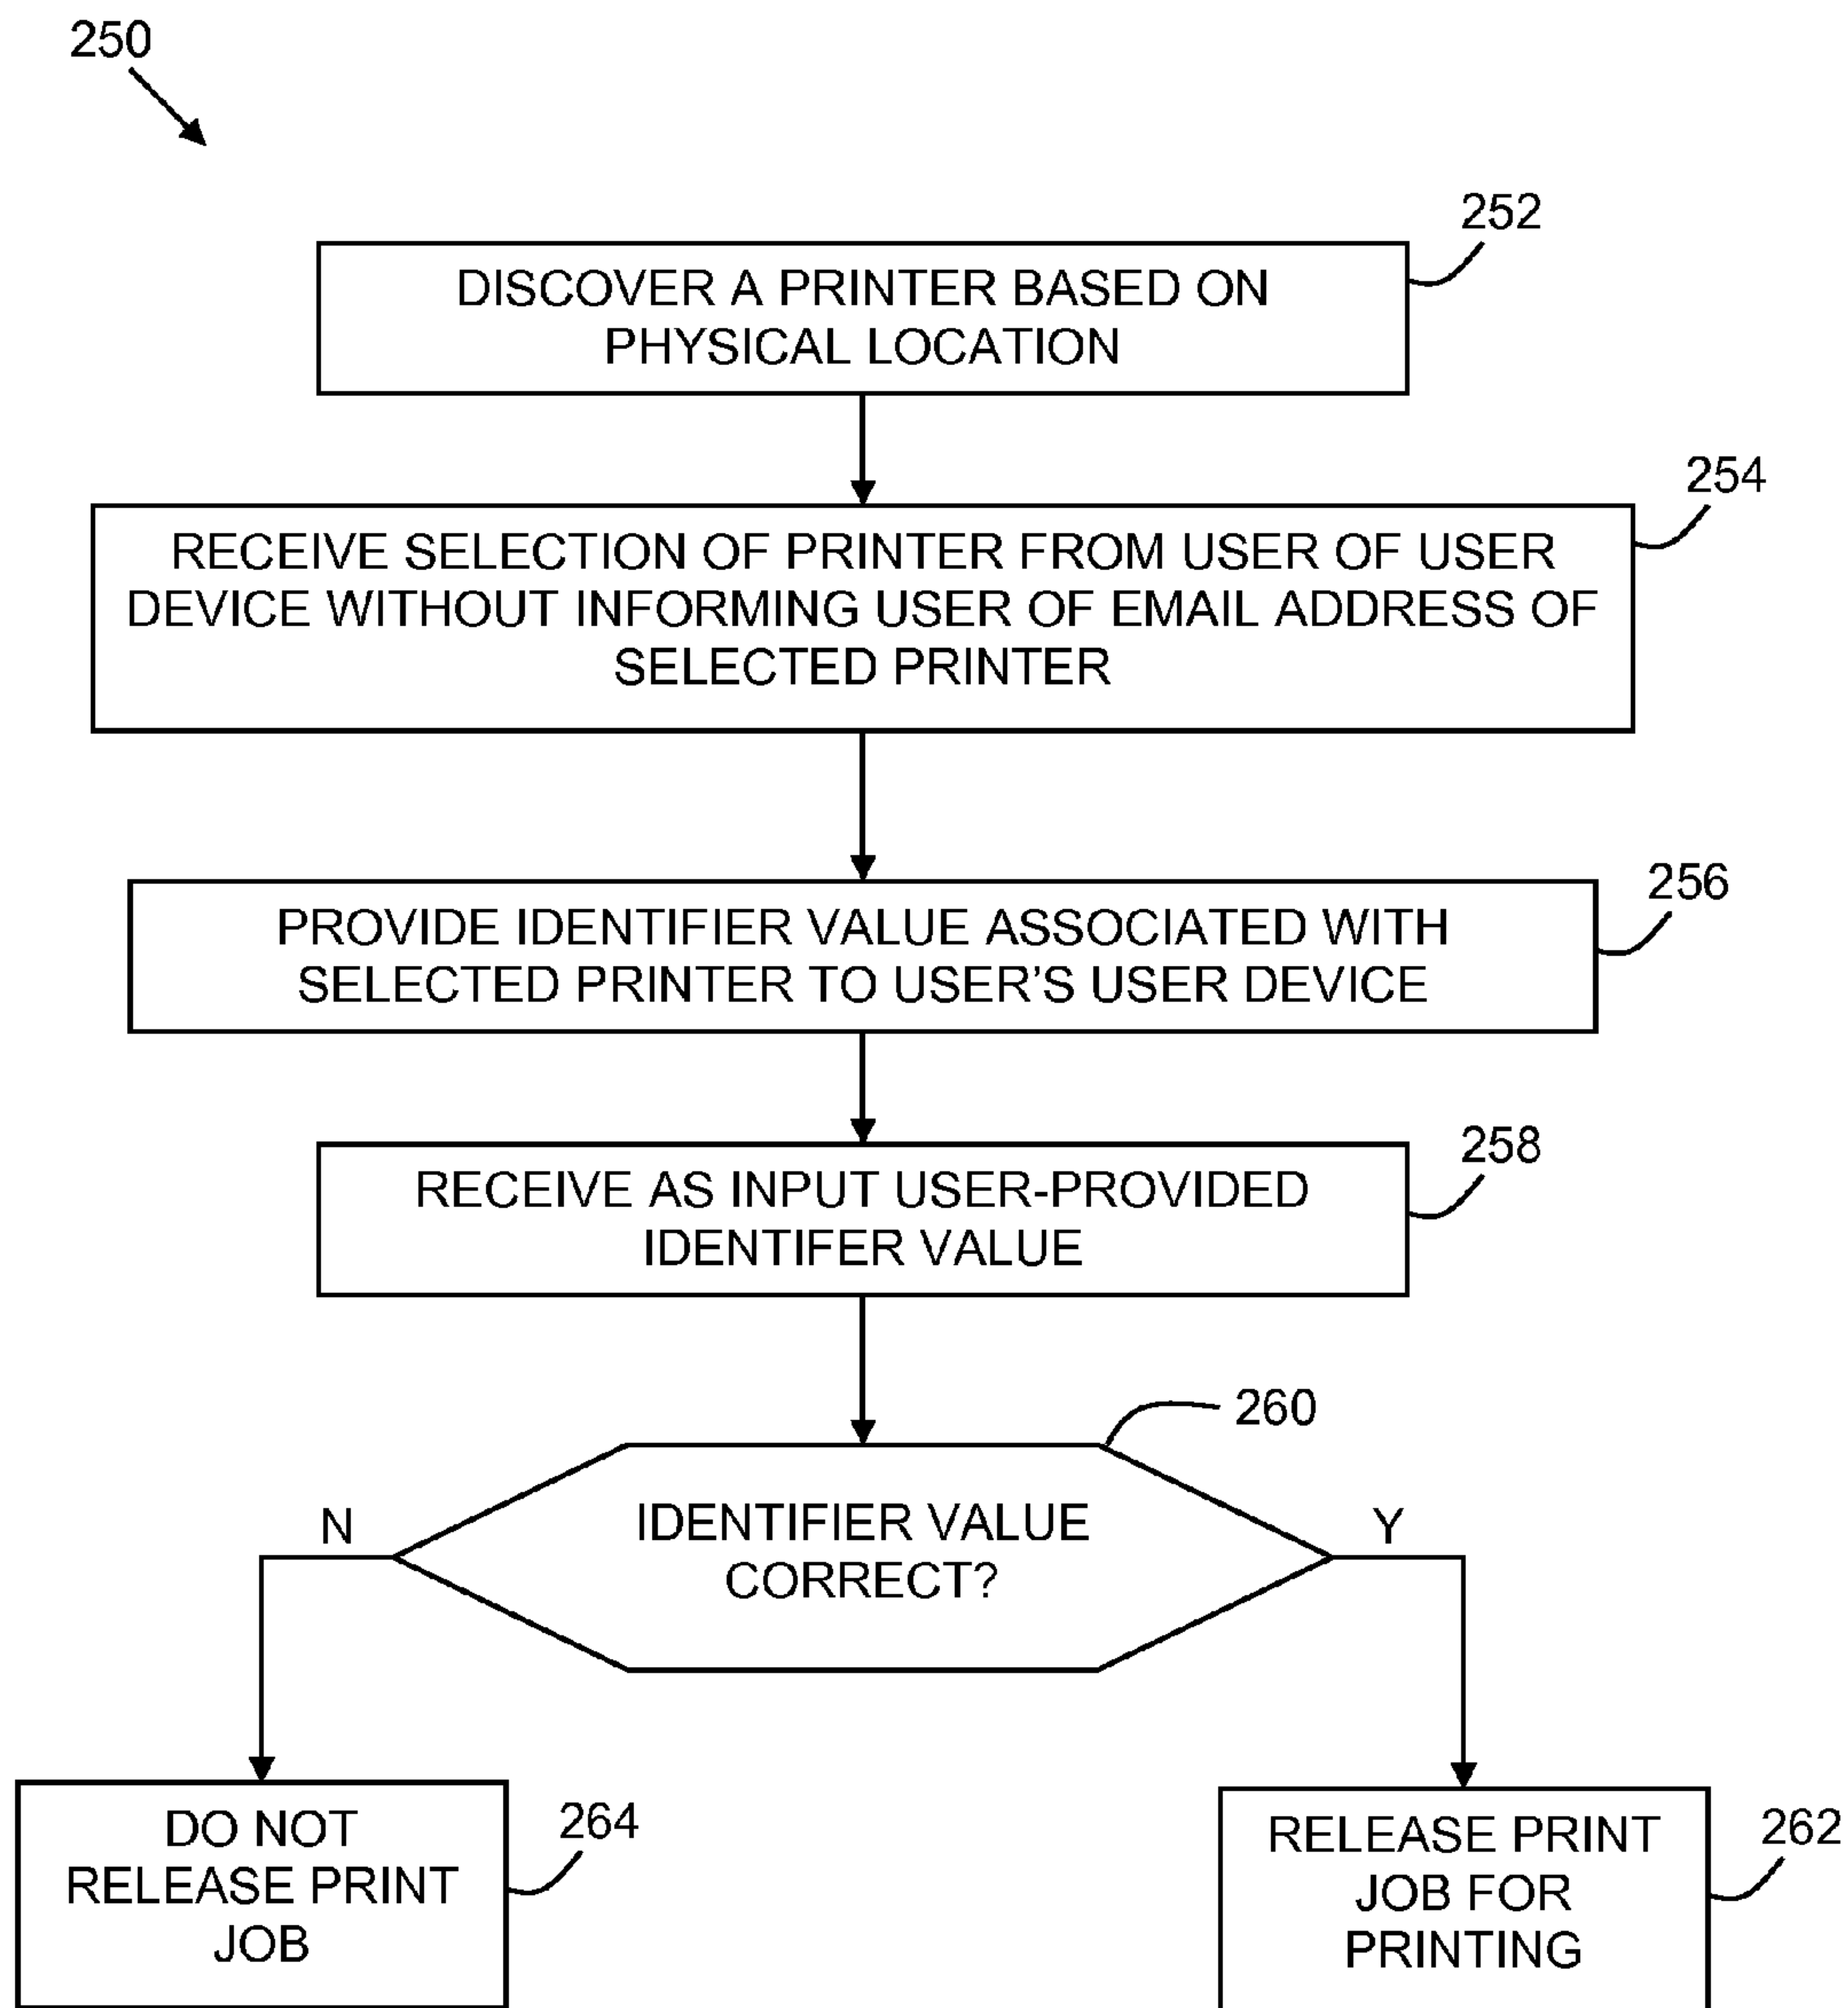 250
252
DISCOVER A PRINTER BASED ON
PHYSICAL LOCATION
254
RECEIVE SELECTION OF PRINTER FROM USER OF USER
DEVICE WITHOUT INFORMING USER OF EMAIL ADDRESS OF
SELECTED PRINTER
256
PROVIDE IDENTIFIER VALUE ASSOCIATED WITH
SELECTED PRINTER TO USER'S USER DEVICE
258
RECEIVE AS INPUT USER-PROVIDED
IDENTIFER VALUE
260
IDENTIFIER VALUE
CORRECT?
N
Y
DO NOT
RELEASE PRINT
JOB
264
RELEASE PRINT
JOB FOR
PRINTING
262